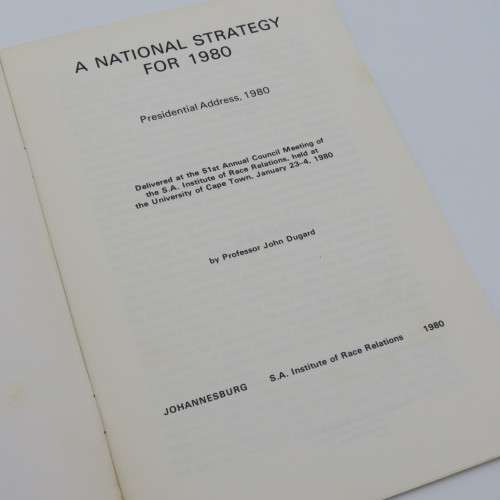 A NATIONAL STRATEGY
FOR 1980
Presidential Address, 1980
Delivered at the 51st Annual Council Meeting of
the S.A. Institute of Race Relations, held at
the University of Cape Town, January 23-4, 1980
by Professor John Dugard
JOHANNESBURG S.A. Institute of Race Relations 1980